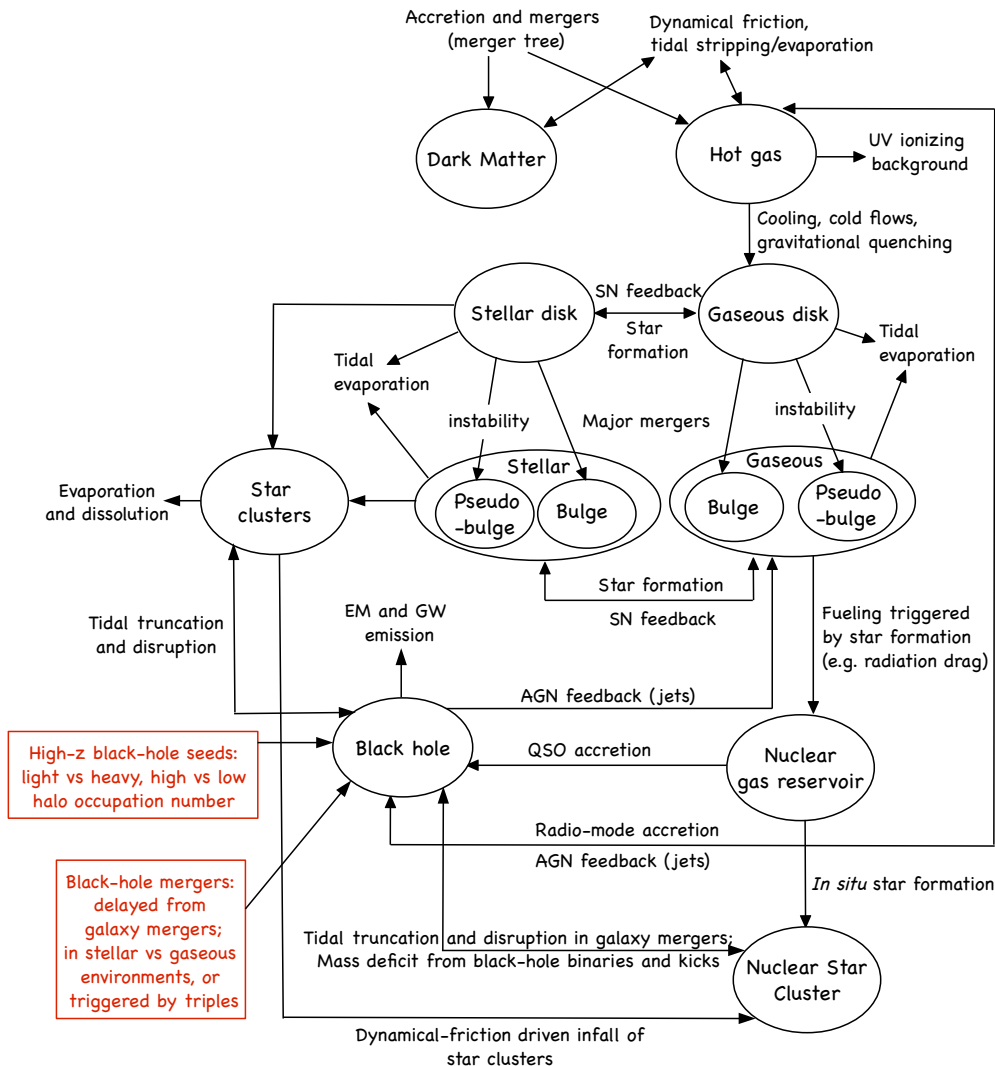 Accretion and mergers
(merger tree)
Dynamical friction,
tidal stripping/evaporation
Dark Matter
Hot gas
UV ionizing
background
Cooling, cold flows,
gravitational quenching
Stellar disk
SN feedback
Star
formation
Gaseous disk
Tidal
evaporation
Tidal
evaporation
instability
Major mergers
instability
Stellar
Pseudo
-bulge
Bulge
Gaseous
Bulge
Pseudo
-bulge
Star
clusters
Evaporation
and dissolution
Star formation
SN feedback
Tidal truncation
and disruption
EM and GW
emission
Fueling triggered
by star formation
(e.g. radiation drag)
AGN feedback (jets)
Black hole
QSO accretion
Nuclear
gas reservoir
High-z black-hole seeds:
light vs heavy, high vs low
halo occupation number
Radio-mode accretion
AGN feedback (jets)
Black-hole mergers:
delayed from
galaxy mergers;
in stellar vs gaseous
environments, or
triggered by triples
In situ star formation
Tidal truncation and disruption in galaxy mergers;
Mass deficit from black-hole binaries and kicks
Nuclear Star
Cluster
Dynamical-friction driven infall of
star clusters